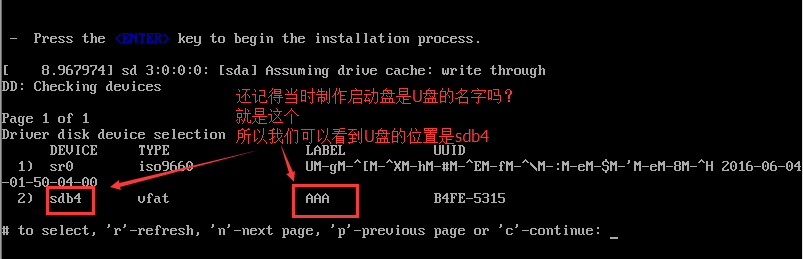 -  Press the <ENTER> key to begin the installation process.
[    8.967974] sd 3:0:0:0: [sda] Assuming drive cache: write through
DD: Checking devices
还记得当时制作启动盘是U盘的名字吗？
就是这个
所以我们可以看到U盘的位置是sdb4
Page 1 of 1
Driver disk device selection
DEVICE TYPE LABEL UUID
1) sr0 iso9660 UM-gM-^[M-^XM-hM-#M-^EM-fM-^\M-:M-eM-$M-'M-eM-8M-^H 2016-06-04
-01-50-04-00
2) sdb4 vfat AAA B4FE-5315
# to select, 'r'-refresh, 'n'-next page, 'p'-previous page or 'c'-continue: _